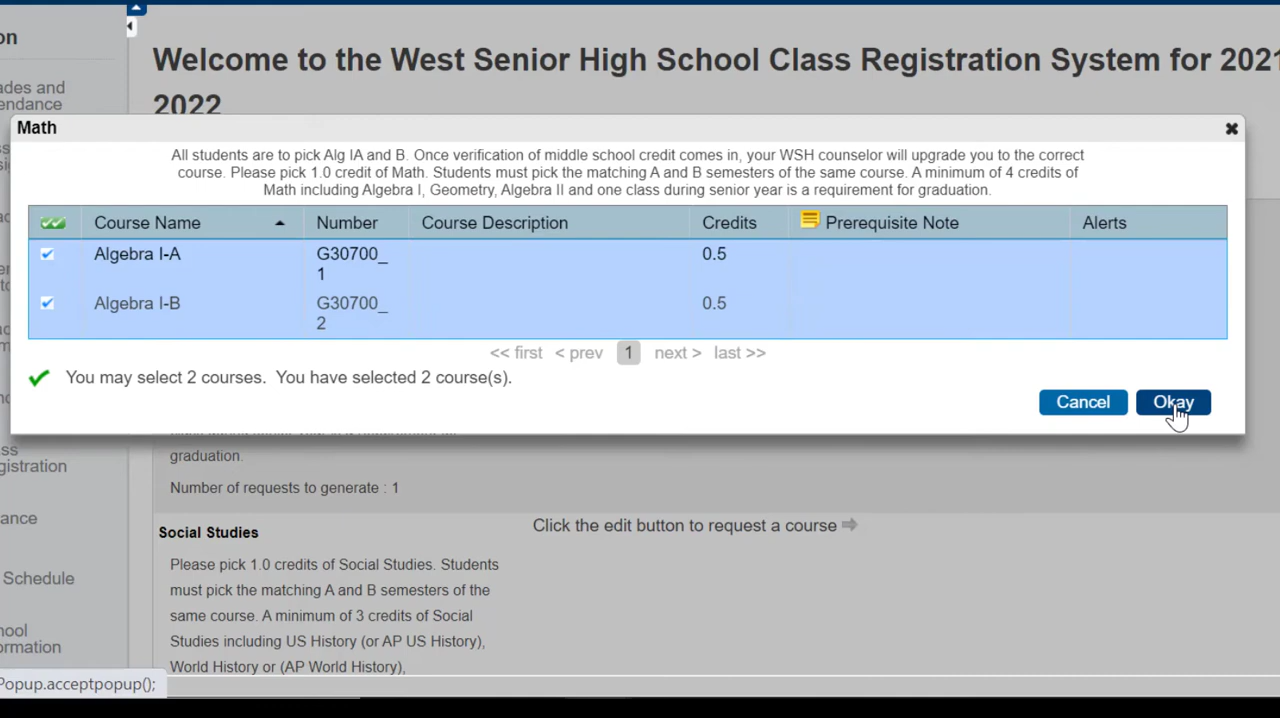 on
Welcome to the West Senior High School Class Registration System for 2021
2022
ades and
endance
Math
All students are to pick Alg IA and B. Once verification of middle school credit comes in, your WSH counselor will upgrade you to the correct
course. Please pick 1.0 credit of Math. Students must pick the matching A and B semesters of the same course. A minimum of 4 credits of
Math including Algebra I, Geometry, Algebra II and one class during senior year is a requirement for graduation.
Course Name Number Course Description Credits Prerequisite Note Alerts
Algebra I-A G30700_ 0.5
1
Algebra I-B G30700_ 0.5
2
<< first < prev 1 next > last >>
You may select 2 courses. You have selected 2 course(s).
Cancel Okay
graduation.
Number of requests to generate : 1
ss
gistration
ance
Schedule
ool
ormation
Social Studies
Click the edit button to request a course
Please pick 1.0 credits of Social Studies. Students
must pick the matching A and B semesters of the
same course. A minimum of 3 credits of Social
Studies including US History (or AP US History),
World History or (AP World History),
Popup.acceptpopup();